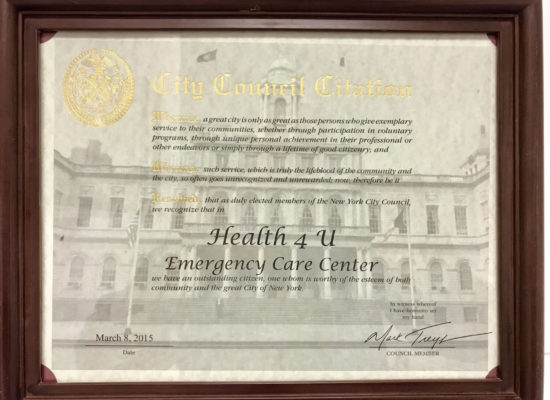 City Council Citation
Whereas, a great city is only as great as those persons who give exemplary
service to their communities, whether through participation in voluntary
programs, through unique personal achievement in their professional or
other endeavors or simply through a lifetime of good citizenry; and
Whereas, such service, which is truly the lifeblood of the community and
the city, so often goes unrecognized and unrewarded; now, therefore be it
Resolved, that as duly elected members of the New York City Council,
we recognize that in
Health 4 U
Emergency Care Center
we have an outstanding citizen, one whom is worthy of the esteem of both
community and the great City of New York.
In witness whereof
I have hereunto set
my hand
March 8, 2015
Date
Mark Treyger
COUNCIL MEMBER